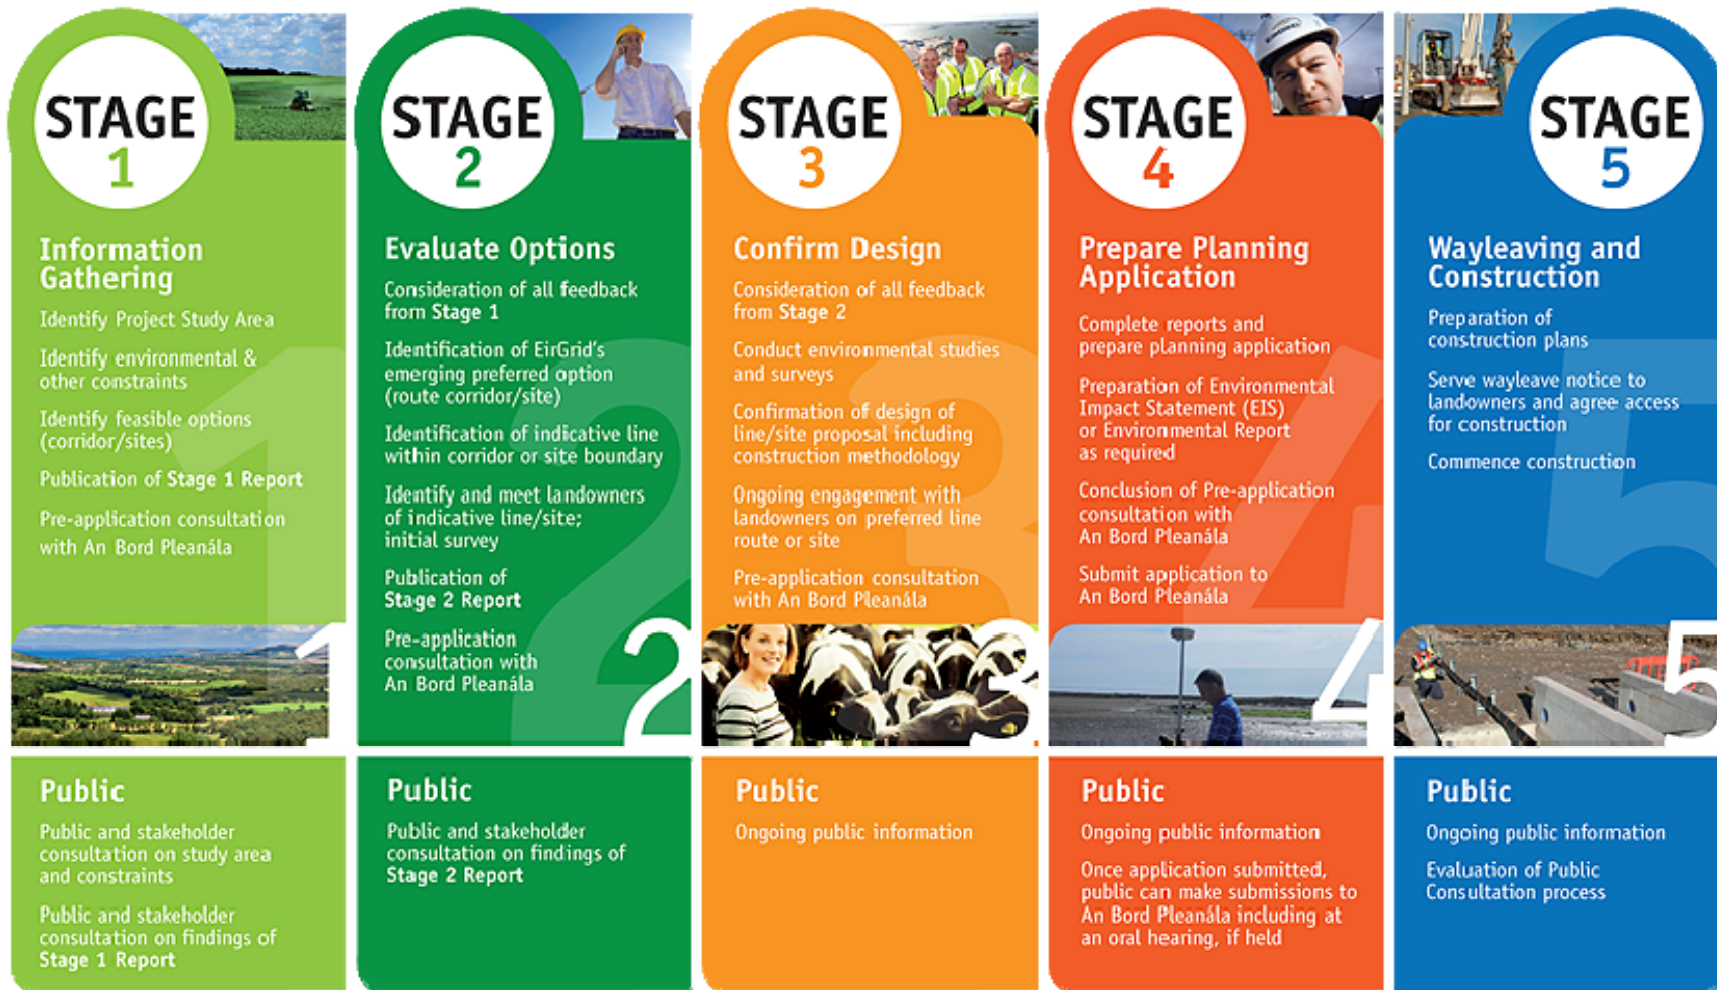 STAGE
1
Information
Gathering
Identify Project Study Area
Identify environmental &
other constraints
Identify feasible options
(corridor/sites)
Publication of Stage 1 Report
Pre-application consultation
with An Bord Pleanála
1
Public
Public and stakeholder
consultation on study area
and constraints
Public and stakeholder
consultation on findings of
Stage 1 Report
STAGE
2
Evaluate Options
Consideration of all feedback
from Stage 1
Identification of EirGrid's
emerging preferred option
(route corridor/site)
Identification of indicative line
within corridor or site boundary
Identify and meet landowners
of indicative line/site;
initial survey
Publication of
Stage 2 Report
Pre-application
consultation with
An Bord Pleanála
2
Public
Public and stakeholder
consultation on findings of
Stage 2 Report
STAGE
3
Confirm Design
Consideration of all feedback
from Stage 2
Conduct environmental studies
and surveys
Confirmation of design of
line/site proposal including
construction methodology
Ongoing engagement with
landowners on preferred line
route or site
Pre-application consultation
with An Bord Pleanála
3
Public
Ongoing public information
STAGE
4
Prepare Planning
Application
Complete reports and
prepare planning application
Preparation of Environmental
Impact Statement (EIS)
or Environmental Report
as required
Conclusion of Pre-application
consultation with
An Bord Pleanála
Submit application to
An Bord Pleanála
4
Public
Ongoing public information
Once application submitted,
public can make submissions to
An Bord Pleanála including at
an oral hearing, if held
STAGE
5
Wayleaving and
Construction
Preparation of
construction plans
Serve wayleave notice to
landowners and agree access
for construction
Commence construction
5
Public
Ongoing public information
Evaluation of Public
Consultation process